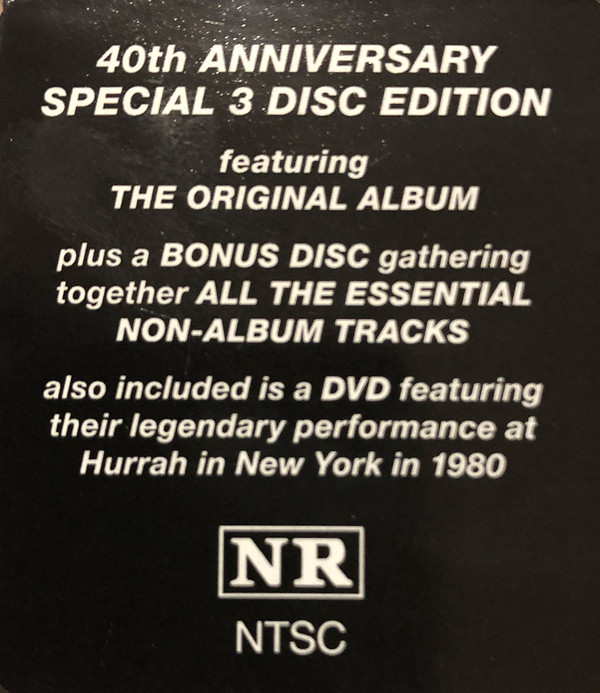 40th ANNIVERSARY
SPECIAL 3 DISC EDITION
featuring
THE ORIGINAL ALBUM
plus a BONUS DISC gathering
together ALL THE ESSENTIAL
NON-ALBUM TRACKS
also included is a DVD featuring
their legendary performance at
Hurrah in New York in 1980
NR
NTSC